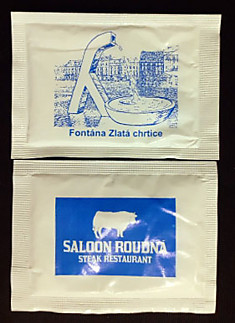 Fontána Zlatá chrtice
SALOON ROUDNÁ
STEAK RESTAURANT